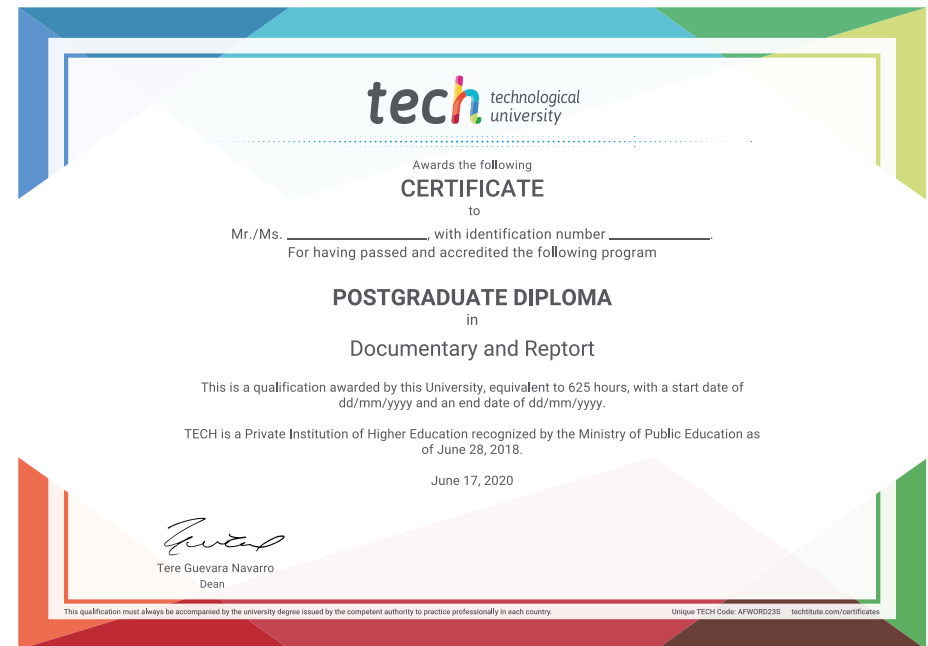 tech technological
university
Awards the following
CERTIFICATE
to
Mr./Ms. ____________________, with identification number ______________.
For having passed and accredited the following program
POSTGRADUATE DIPLOMA
in
Documentary and Reptort
This is a qualification awarded by this University, equivalent to 625 hours, with a start date of
dd/mm/yyyy and an end date of dd/mm/yyyy.
TECH is a Private Institution of Higher Education recognized by the Ministry of Public Education as
of June 28, 2018.
June 17, 2020
Tere Guevara Navarro
Dean
This qualification must always be accompanied by the university degree issued by the competent authority to practice professionally in each country.
Unique TECH Code: AFWORD23S techtitute.com/certificates